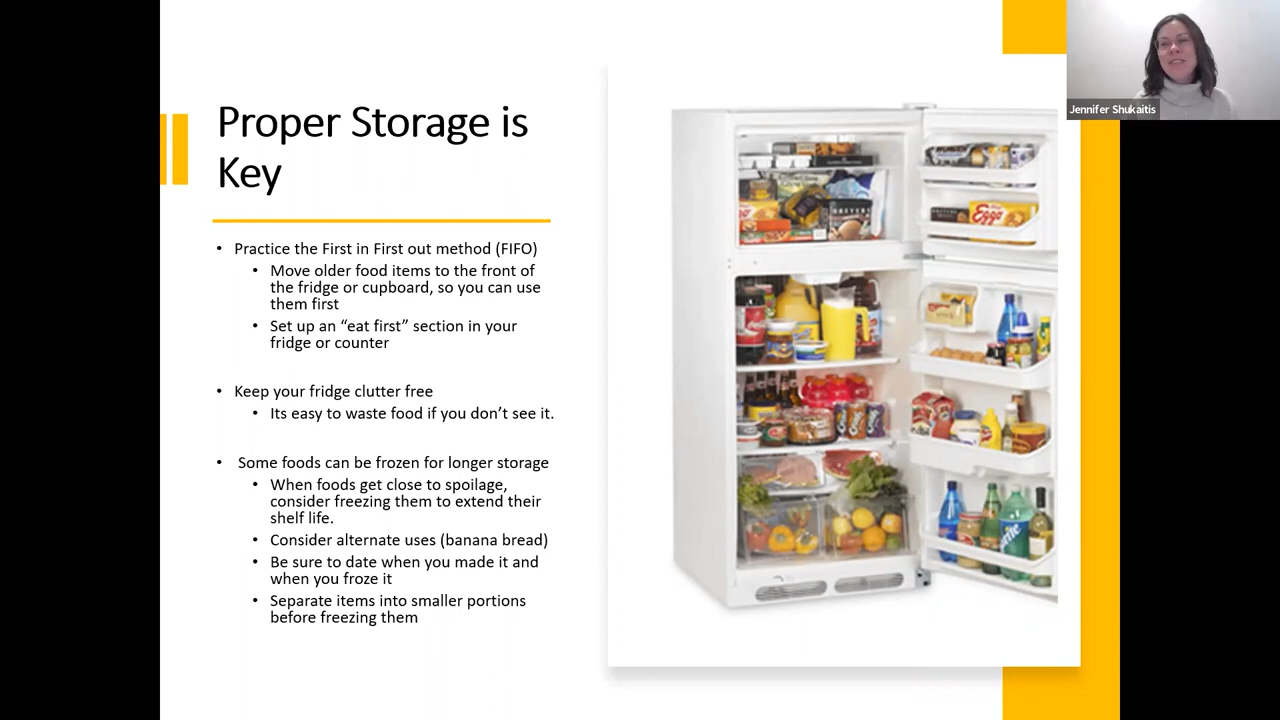 Proper Storage is
Key
• Practice the First in First out method (FIFO)
• Move older food items to the front of
the fridge or cupboard, so you can use
them first
• Set up an “eat first” section in your
fridge or counter
• Keep your fridge clutter free
• Its easy to waste food if you don’t see it.
• Some foods can be frozen for longer storage
• When foods get close to spoilage,
consider freezing them to extend their
shelf life.
• Consider alternate uses (banana bread)
• Be sure to date when you made it and
when you froze it
• Separate items into smaller portions
before freezing them
Jennifer Shukaitis
BREYERS
Eggo
Sprite